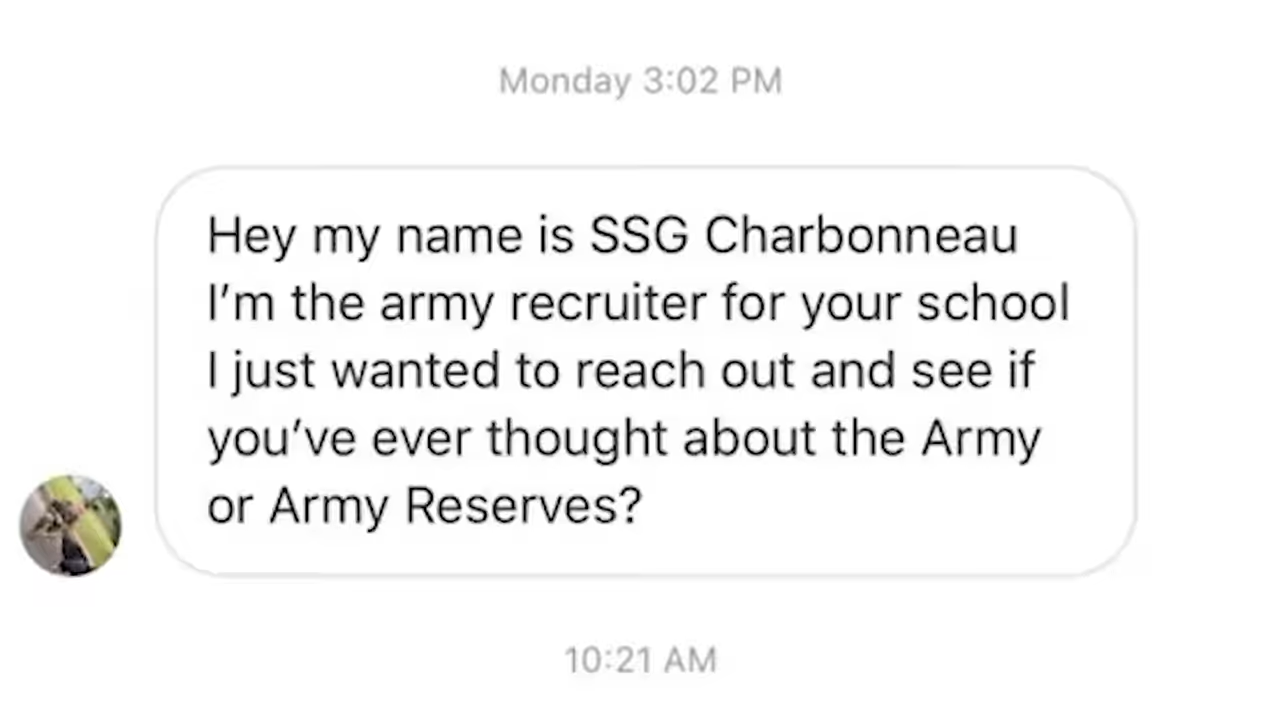 Monday 3:02 PM
Hey my name is SSG Charbonneau
I’m the army recruiter for your school
I just wanted to reach out and see if
you’ve ever thought about the Army
or Army Reserves?
10:21 AM